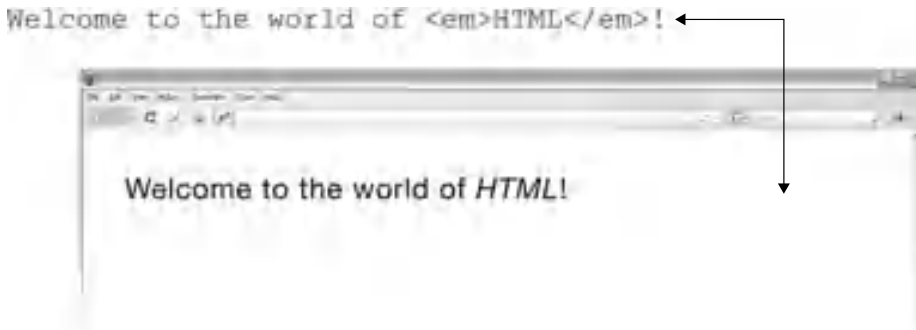 Welcome to the world of <em>HTML</em>!
Welcome to the world of HTML!